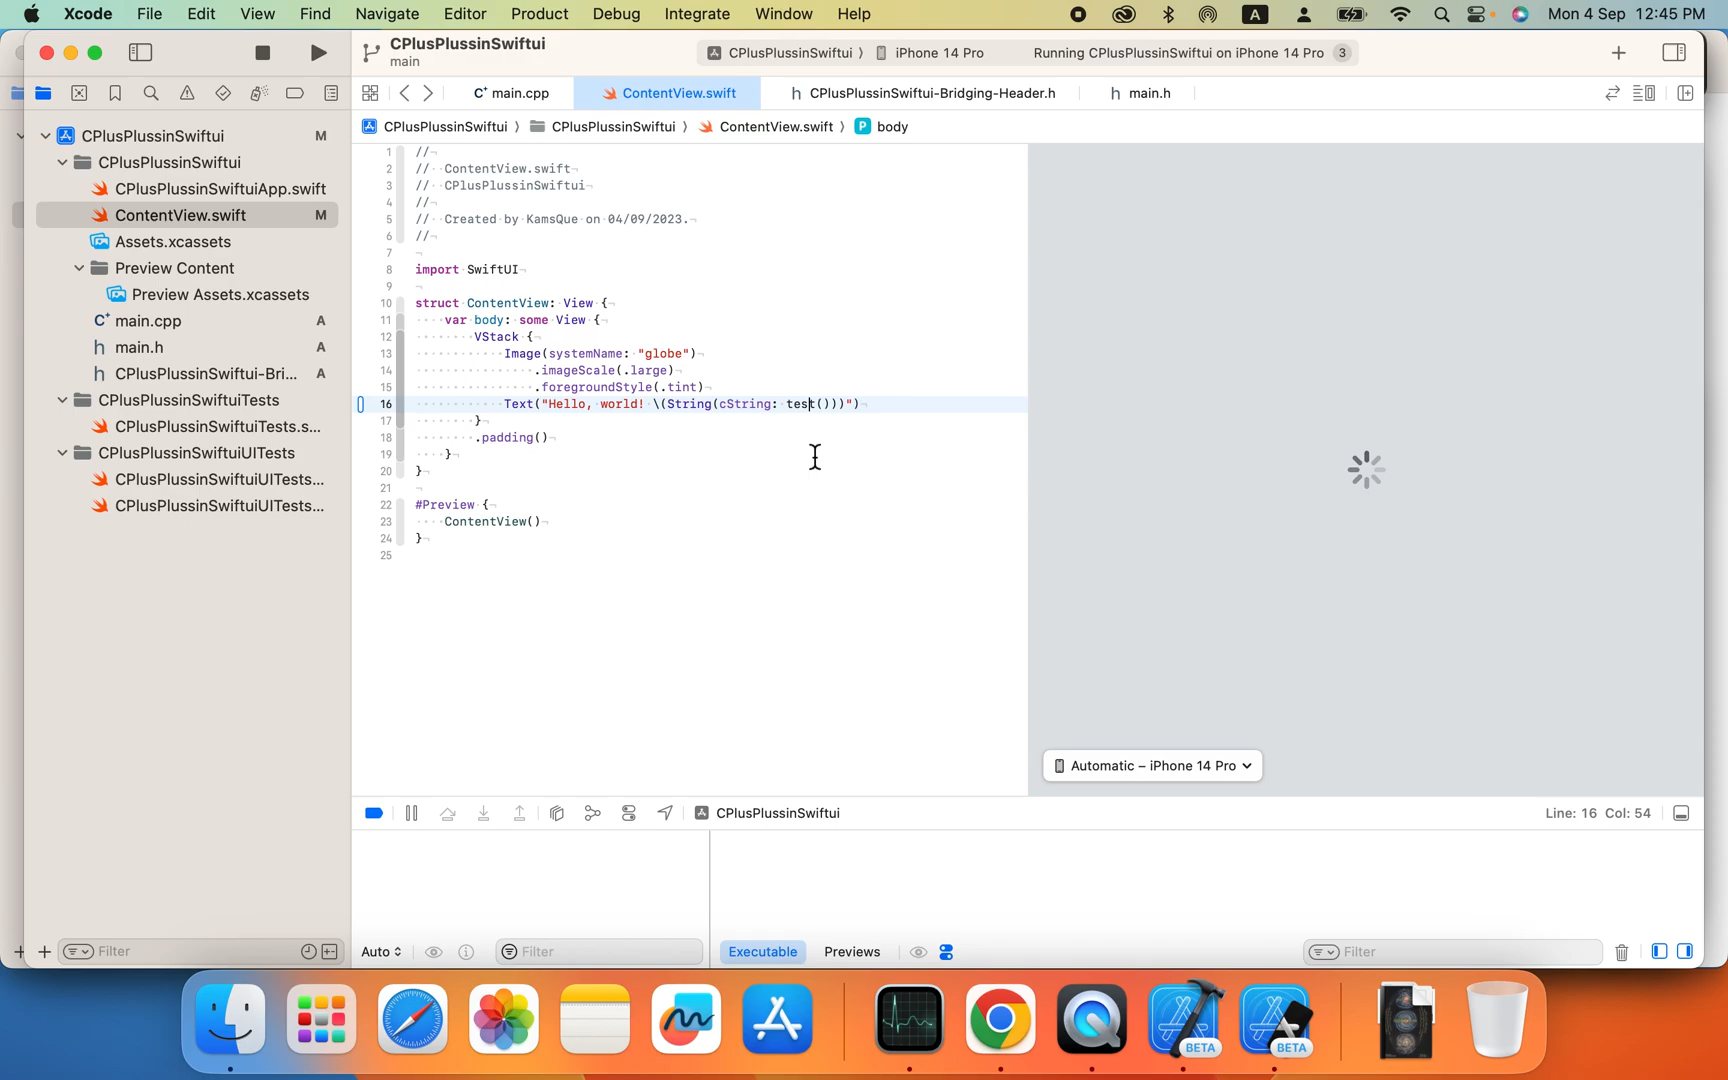 Xcode File Edit View Find Navigate Editor Product Debug Integrate Window Help A Mon 4 Sep 12:45 PM
CPlusPlussinSwiftui
main
CPlusPlussinSwiftui iPhone 14 Pro Running CPlusPlussinSwiftui on iPhone 14 Pro 3
main.cpp ContentView.swift CPlusPlussinSwiftui-Bridging-Header.h main.h
CPlusPlussinSwiftui CPlusPlussinSwiftui ContentView.swift P body
CPlusPlussinSwiftui M
CPlusPlussinSwiftui
CPlusPlussinSwiftuiApp.swift
ContentView.swift M
Assets.xcassets
Preview Content
Preview Assets.xcassets
main.cpp A
main.h A
CPlusPlussinSwiftui-Bri... A
CPlusPlussinSwiftuiTests
CPlusPlussinSwiftuiTests.s...
CPlusPlussinSwiftuiUITests
CPlusPlussinSwiftuiUITests...
CPlusPlussinSwiftuiUITests...
Filter
1 //
2 // ContentView.swift
3 // CPlusPlussinSwiftui
4 //
5 // Created by KamsQue on 04/09/2023.
6 //
7
8 import SwiftUI
9
10 struct ContentView: View {
11 var body: some View {
12 VStack {
13 Image(systemName: "globe")
14 .imageScale(.large)
15 .foregroundStyle(.tint)
16 Text("Hello, world! \(String(cString: test()))")
17 }
18 .padding()
19 }
20 }
21
22 #Preview {
23 ContentView()
24 }
25
Automatic – iPhone 14 Pro
CPlusPlussinSwiftui Line: 16 Col: 54
Auto Filter Executable Previews Filter
BETA BETA